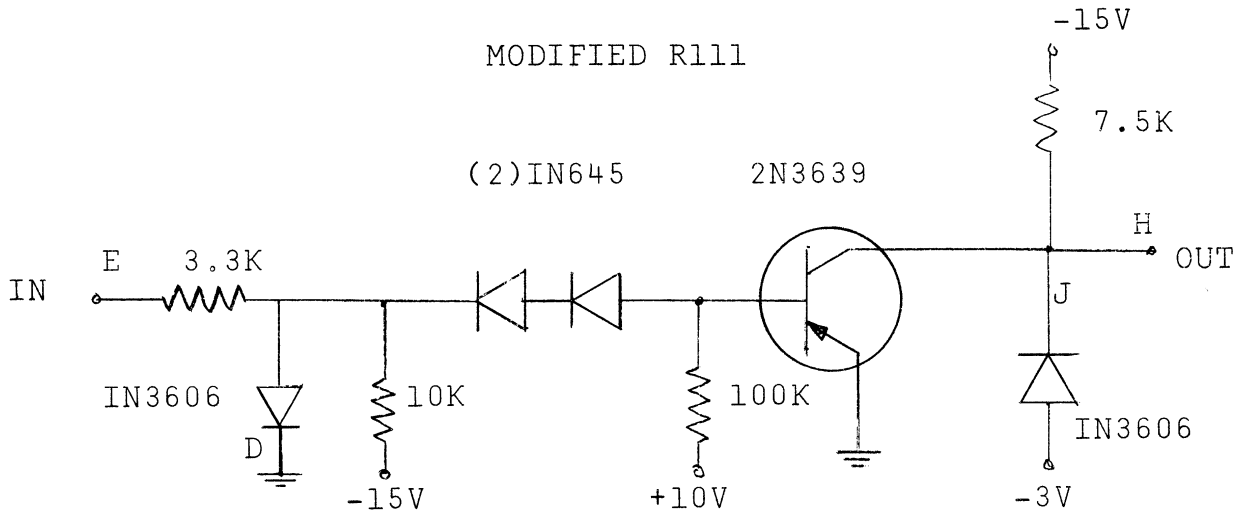 -15V
MODIFIED R111
7.5K
(2)IN645
2N3639
H
E
3.3K
OUT
IN
J
IN3606
10K
100K
D
IN3606
-15V
+10V
-3V